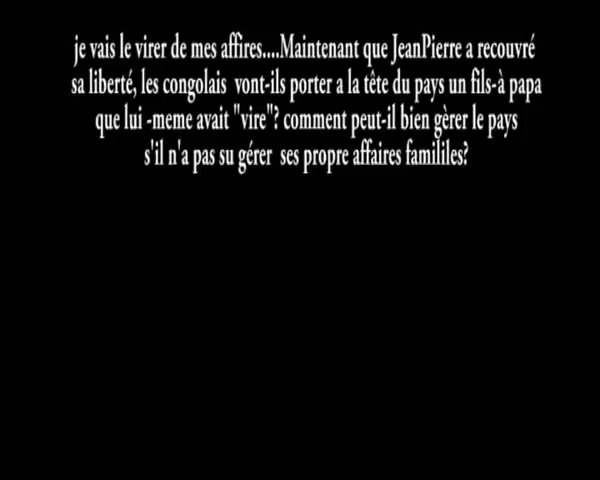 je vais le virer de mes affires....Maintenant que JeanPierre a recouvré
sa liberté, les congolais vont-ils porter a la tête du pays un fils-à papa
que lui -meme avait "vire"? comment peut-il bien gèrer le pays
s'il n'a pas su gérer ses propre affaires famililes?